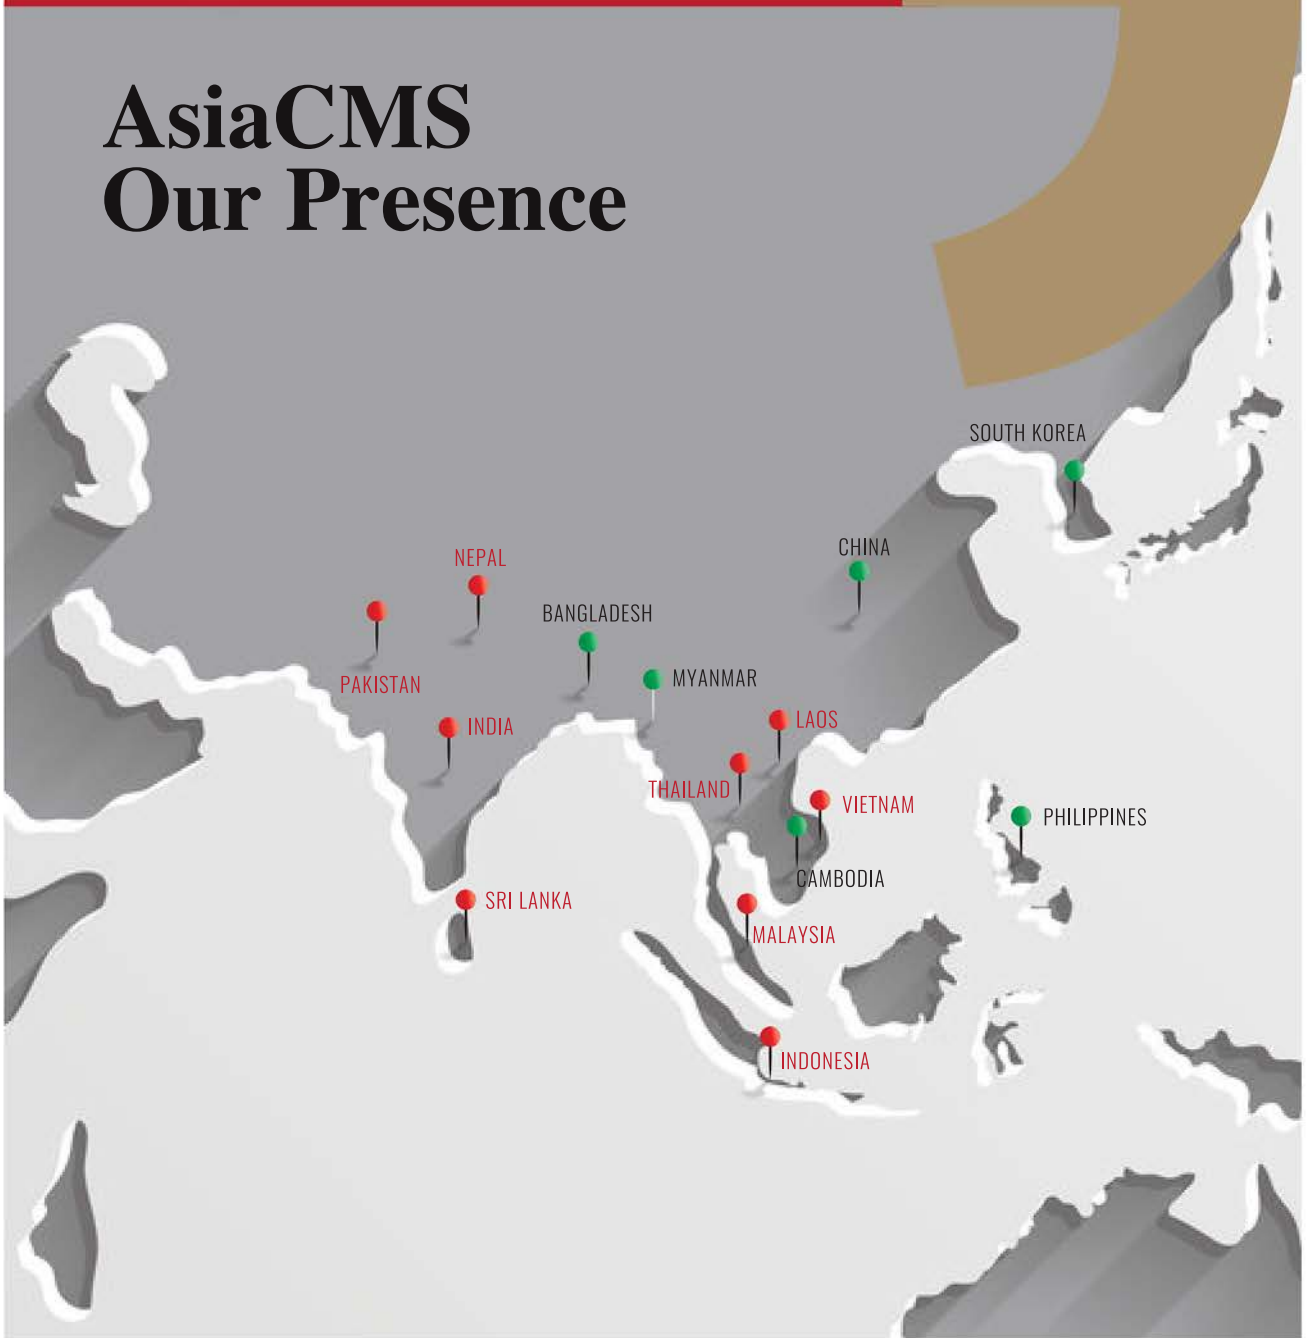 AsiaCMS
Our Presence
SOUTH KOREA
CHINA
NEPAL
BANGLADESH
MYANMAR
PAKISTAN
INDIA
LAOS
THAILAND
VIETNAM
PHILIPPINES
CAMBODIA
SRI LANKA
MALAYSIA
INDONESIA